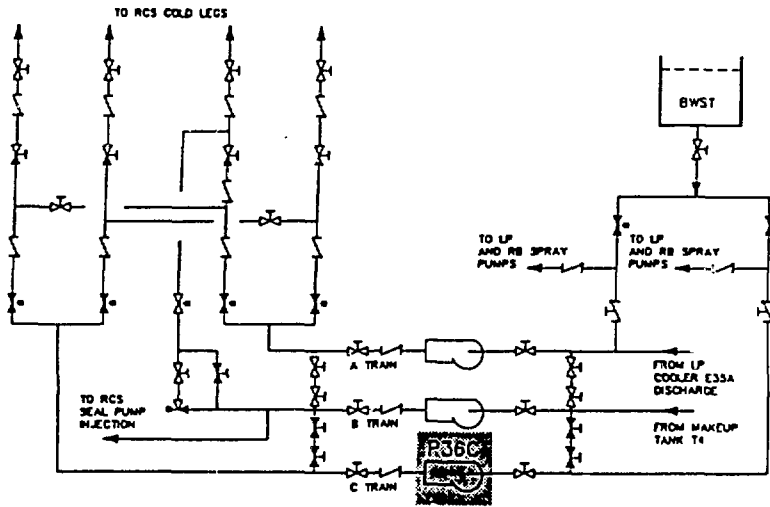 TO RCS COLD LEGS
BWST
TO LP
AND RB SPRAY
PUMPS
TO LP
AND RB SPRAY
PUMPS
A TRAIN
FROM LP
COOLER E35A
DISCHARGE
TO RCS
SEAL PUMP
INJECTION
B TRAIN
FROM MAKEUP
TANK T4
P36C
C TRAIN